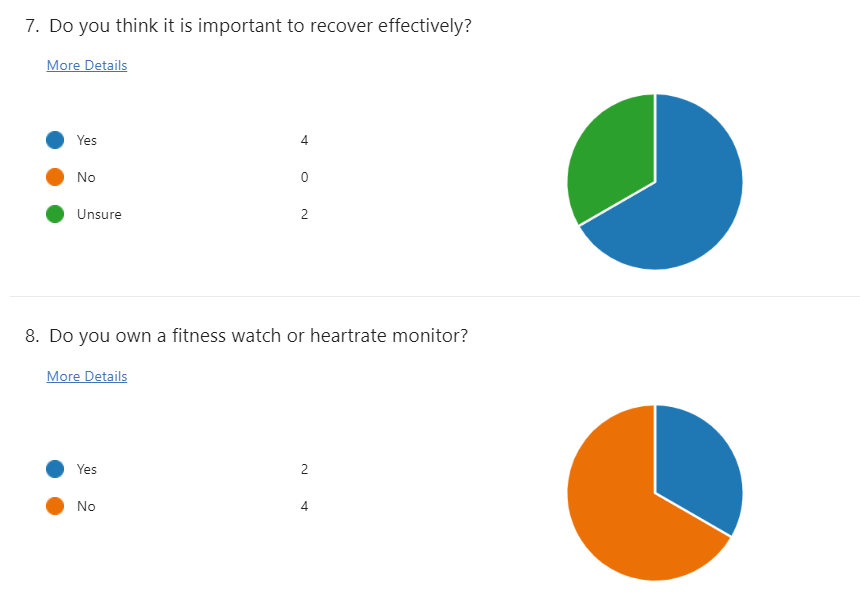 7. Do you think it is important to recover effectively?
More Details
Yes 4
No 0
Unsure 2
8. Do you own a fitness watch or heartrate monitor?
More Details
Yes 2
No 4